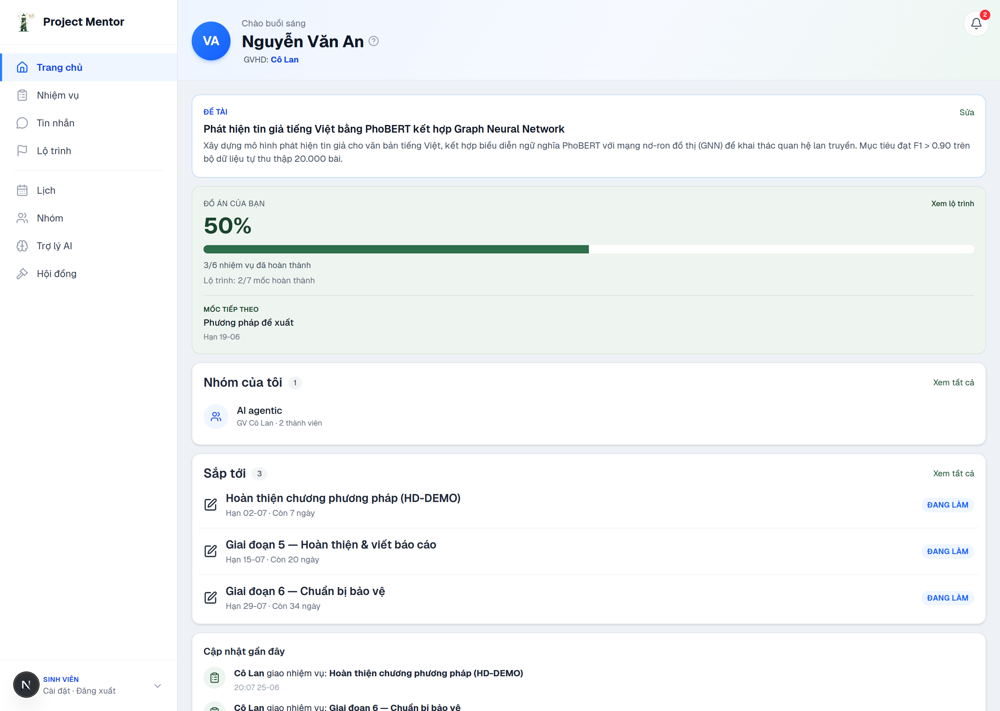 Project Mentor
Trang chủ
Nhiệm vụ
Tin nhắn
Lộ trình
Lịch
Nhóm
Trợ lý AI
Hội đồng
N
SINH VIÊN
Cài đặt · Đăng xuất
VA
Chào buổi sáng
Nguyễn Văn An
GVHD: Cô Lan
2
ĐỀ TÀI
Sửa
Phát hiện tin giả tiếng Việt bằng PhoBERT kết hợp Graph Neural Network
Xây dựng mô hình phát hiện tin giả cho văn bản tiếng Việt, kết hợp biểu diễn ngữ nghĩa PhoBERT với mạng nơ-ron đồ thị (GNN) để khai thác quan hệ lan truyền. Mục tiêu đạt F1 > 0.90 trên
bộ dữ liệu tự thu thập 20.000 bài.
ĐỒ ÁN CỦA BẠN
Xem lộ trình
50%
3/6 nhiệm vụ đã hoàn thành
Lộ trình: 2/7 mốc hoàn thành
MỐC TIẾP THEO
Phương pháp đề xuất
Hạn 19-06
Nhóm của tôi 1
Xem tất cả
AI agentic
GV Cô Lan · 2 thành viên
Sắp tới 3
Xem tất cả
Hoàn thiện chương phương pháp (HD-DEMO)
Hạn 02-07 · Còn 7 ngày
ĐANG LÀM
Giai đoạn 5 — Hoàn thiện & viết báo cáo
Hạn 15-07 · Còn 20 ngày
ĐANG LÀM
Giai đoạn 6 — Chuẩn bị bảo vệ
Hạn 29-07 · Còn 34 ngày
ĐANG LÀM
Cập nhật gần đây
Cô Lan giao nhiệm vụ: Hoàn thiện chương phương pháp (HD-DEMO)
20:07 25-06
Cô Lan giao nhiệm vụ: Giai đoạn 6 — Chuẩn bị bảo vệ